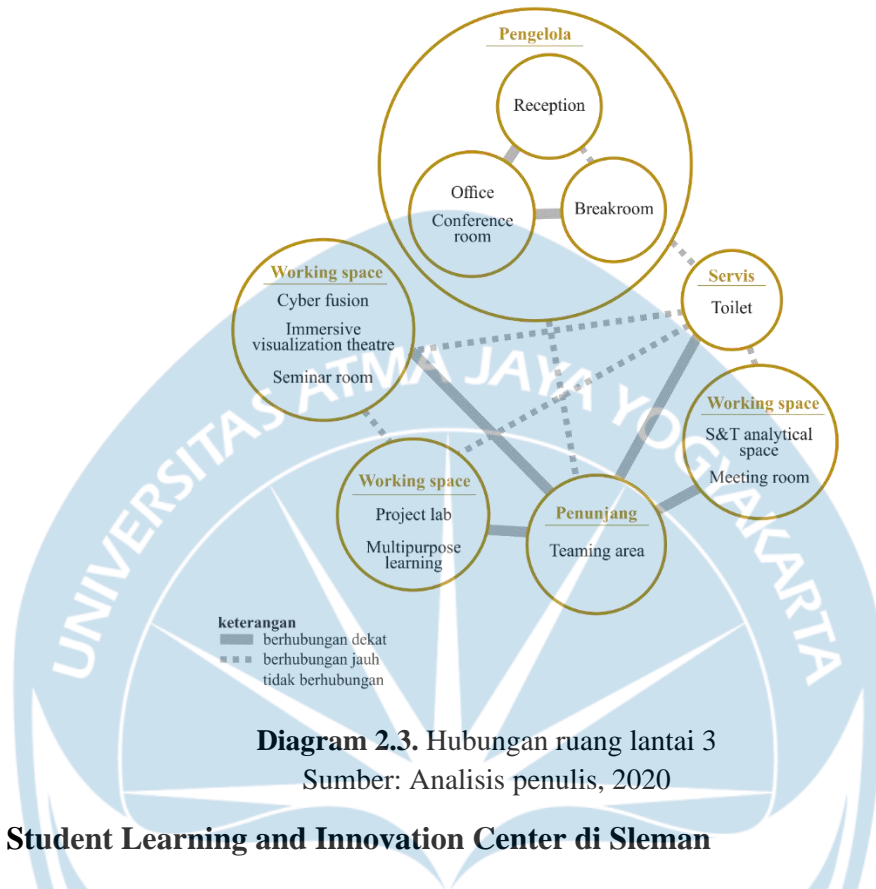 Pengelola
Reception
Office
Conference
room
Breakroom
Working space
Cyber fusion
Immersive
visualization theatre
Seminar room
Servis
Toilet
Working space
S&T analytical
space
Meeting room
Working space
Project lab
Multipurpose
learning
Penunjang
Teaming area
UNIVERSITAS ATMA JAYA YOGYAKARTA
keterangan
berhubungan dekat
berhubungan jauh
tidak berhubungan
Diagram 2.3. Hubungan ruang lantai 3
Sumber: Analisis penulis, 2020
Student Learning and Innovation Center di Sleman